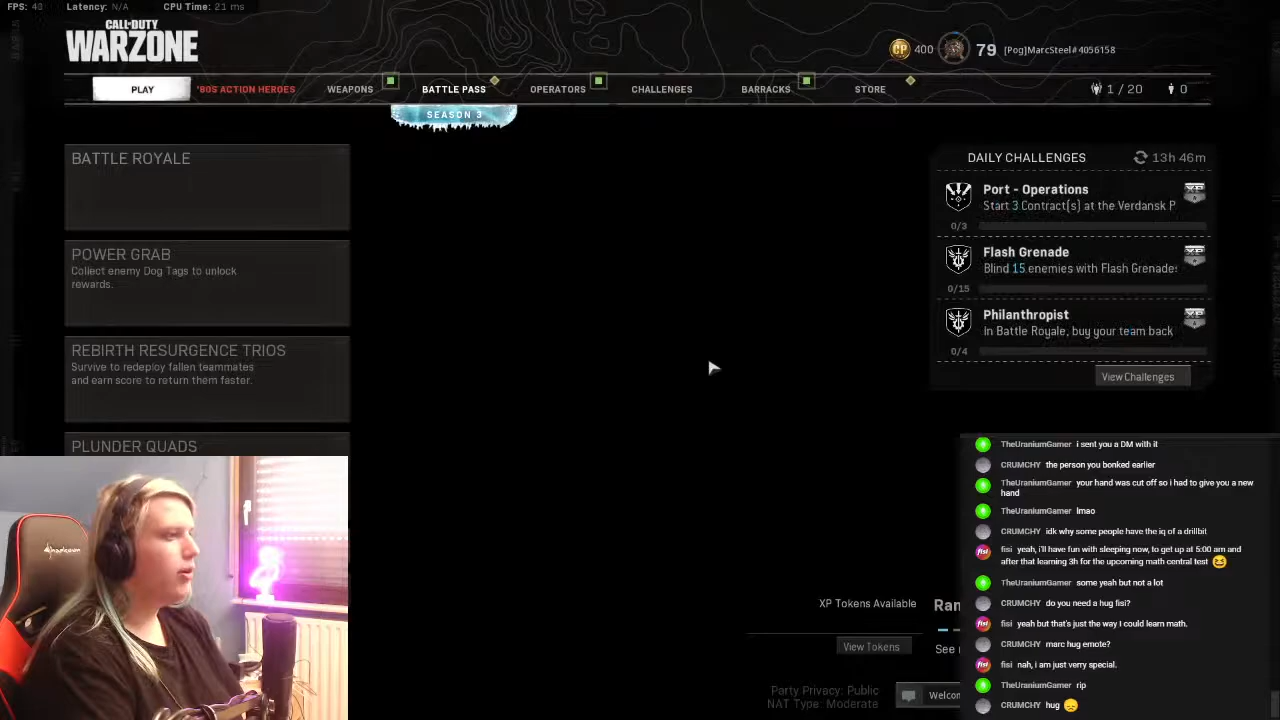 FPS: 42 Latency: N/A CPU Time: 21 ms
CALL OF DUTY
WARZONE
400 79 [Pog]MarcSteel#4056158
PLAY '80S ACTION HEROES WEAPONS BATTLE PASS OPERATORS CHALLENGES BARRACKS STORE 1 / 20 0
SEASON 3
BATTLE ROYALE
POWER GRAB
Collect enemy Dog Tags to unlock
rewards.
REBIRTH RESURGENCE TRIOS
Survive to redeploy fallen teammates
and earn score to return them faster.
PLUNDER QUADS
DAILY CHALLENGES 13h 46m
Port - Operations
Start 3 Contract(s) at the Verdansk P
0/3
Flash Grenade
Blind 15 enemies with Flash Grenade
0/15
Philanthropist
In Battle Royale, buy your team back
0/4
View Challenges
XP Tokens Available
View Tokens
Ran
See
Party Privacy: Public
NAT Type: Moderate
Welcom
TheUraniumGamer i sent you a DM with it
CRUMCHY the person you bonked earlier
TheUraniumGamer your hand was cut off so i had to give you a new
hand
TheUraniumGamer lmao
CRUMCHY idk why some people have the iq of a drillbit
fisi yeah, i'll have fun with sleeping now, to get up at 5:00 am and
after that learning 3h for the upcoming math central test
TheUraniumGamer some yeah but not a lot
CRUMCHY do you need a hug fisi?
fisi yeah but that's just the way I could learn math.
CRUMCHY marc hug emote?
fisi nah, i am just verry special.
TheUraniumGamer rip
CRUMCHY hug